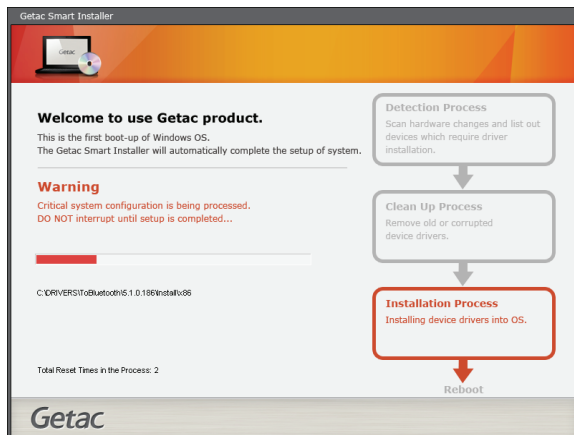 Getac Smart Installer
Getac
Welcome to use Getac product.
This is the first boot-up of Windows OS.
The Getac Smart Installer will automatically complete the setup of system.
Warning
Critical system configuration is being processed.
DO NOT interrupt until setup is completed...
C:\DRIVERS\ToBluetooth\5.1.0.186\Install\x86
Total Reset Times in the Process: 2
Detection Process
Scan hardware changes and list out
devices which require driver
installation.
Clean Up Process
Remove old or corrupted
device drivers.
Installation Process
Installing device drivers into OS.
Reboot
Getac